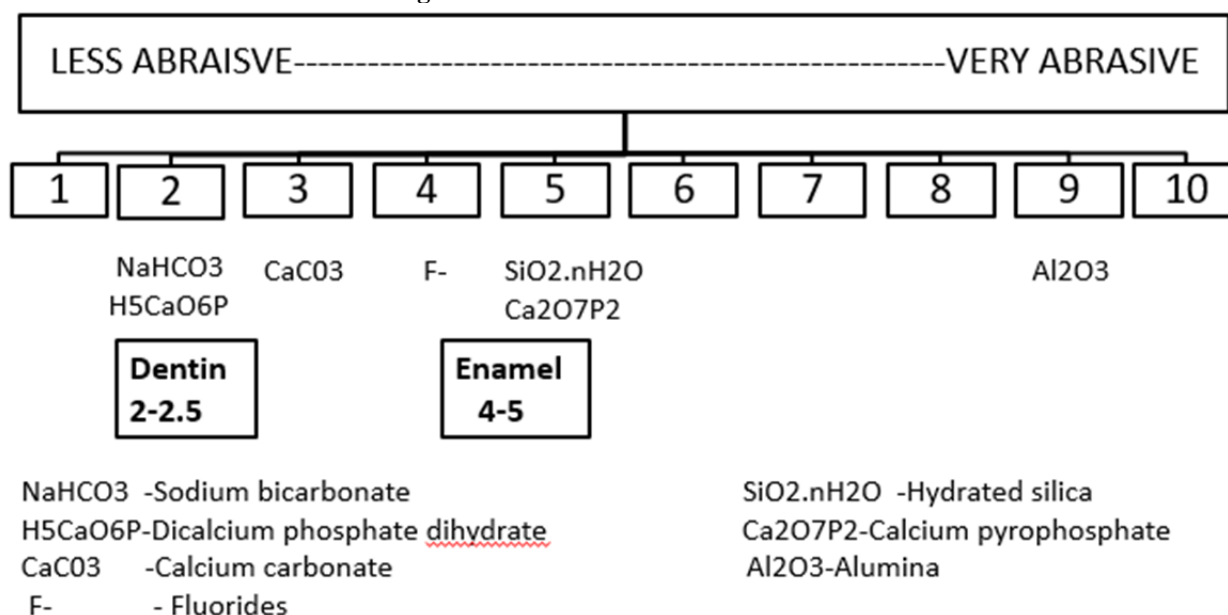 LESS ABRAISVE-----------------------------------------------VERY ABRASIVE
1 2 3 4 5 6 7 8 9 10
NaHCO3 CaC03 F- SiO2.nH2O Al2O3
H5CaO6P Ca2O7P2
Dentin Enamel
2-2.5 4-5
NaHCO3 -Sodium bicarbonate SiO2.nH2O -Hydrated silica
H5CaO6P-Dicalcium phosphate dihydrate Ca2O7P2-Calcium pyrophosphate
CaC03 -Calcium carbonate Al2O3-Alumina
F- - Fluorides